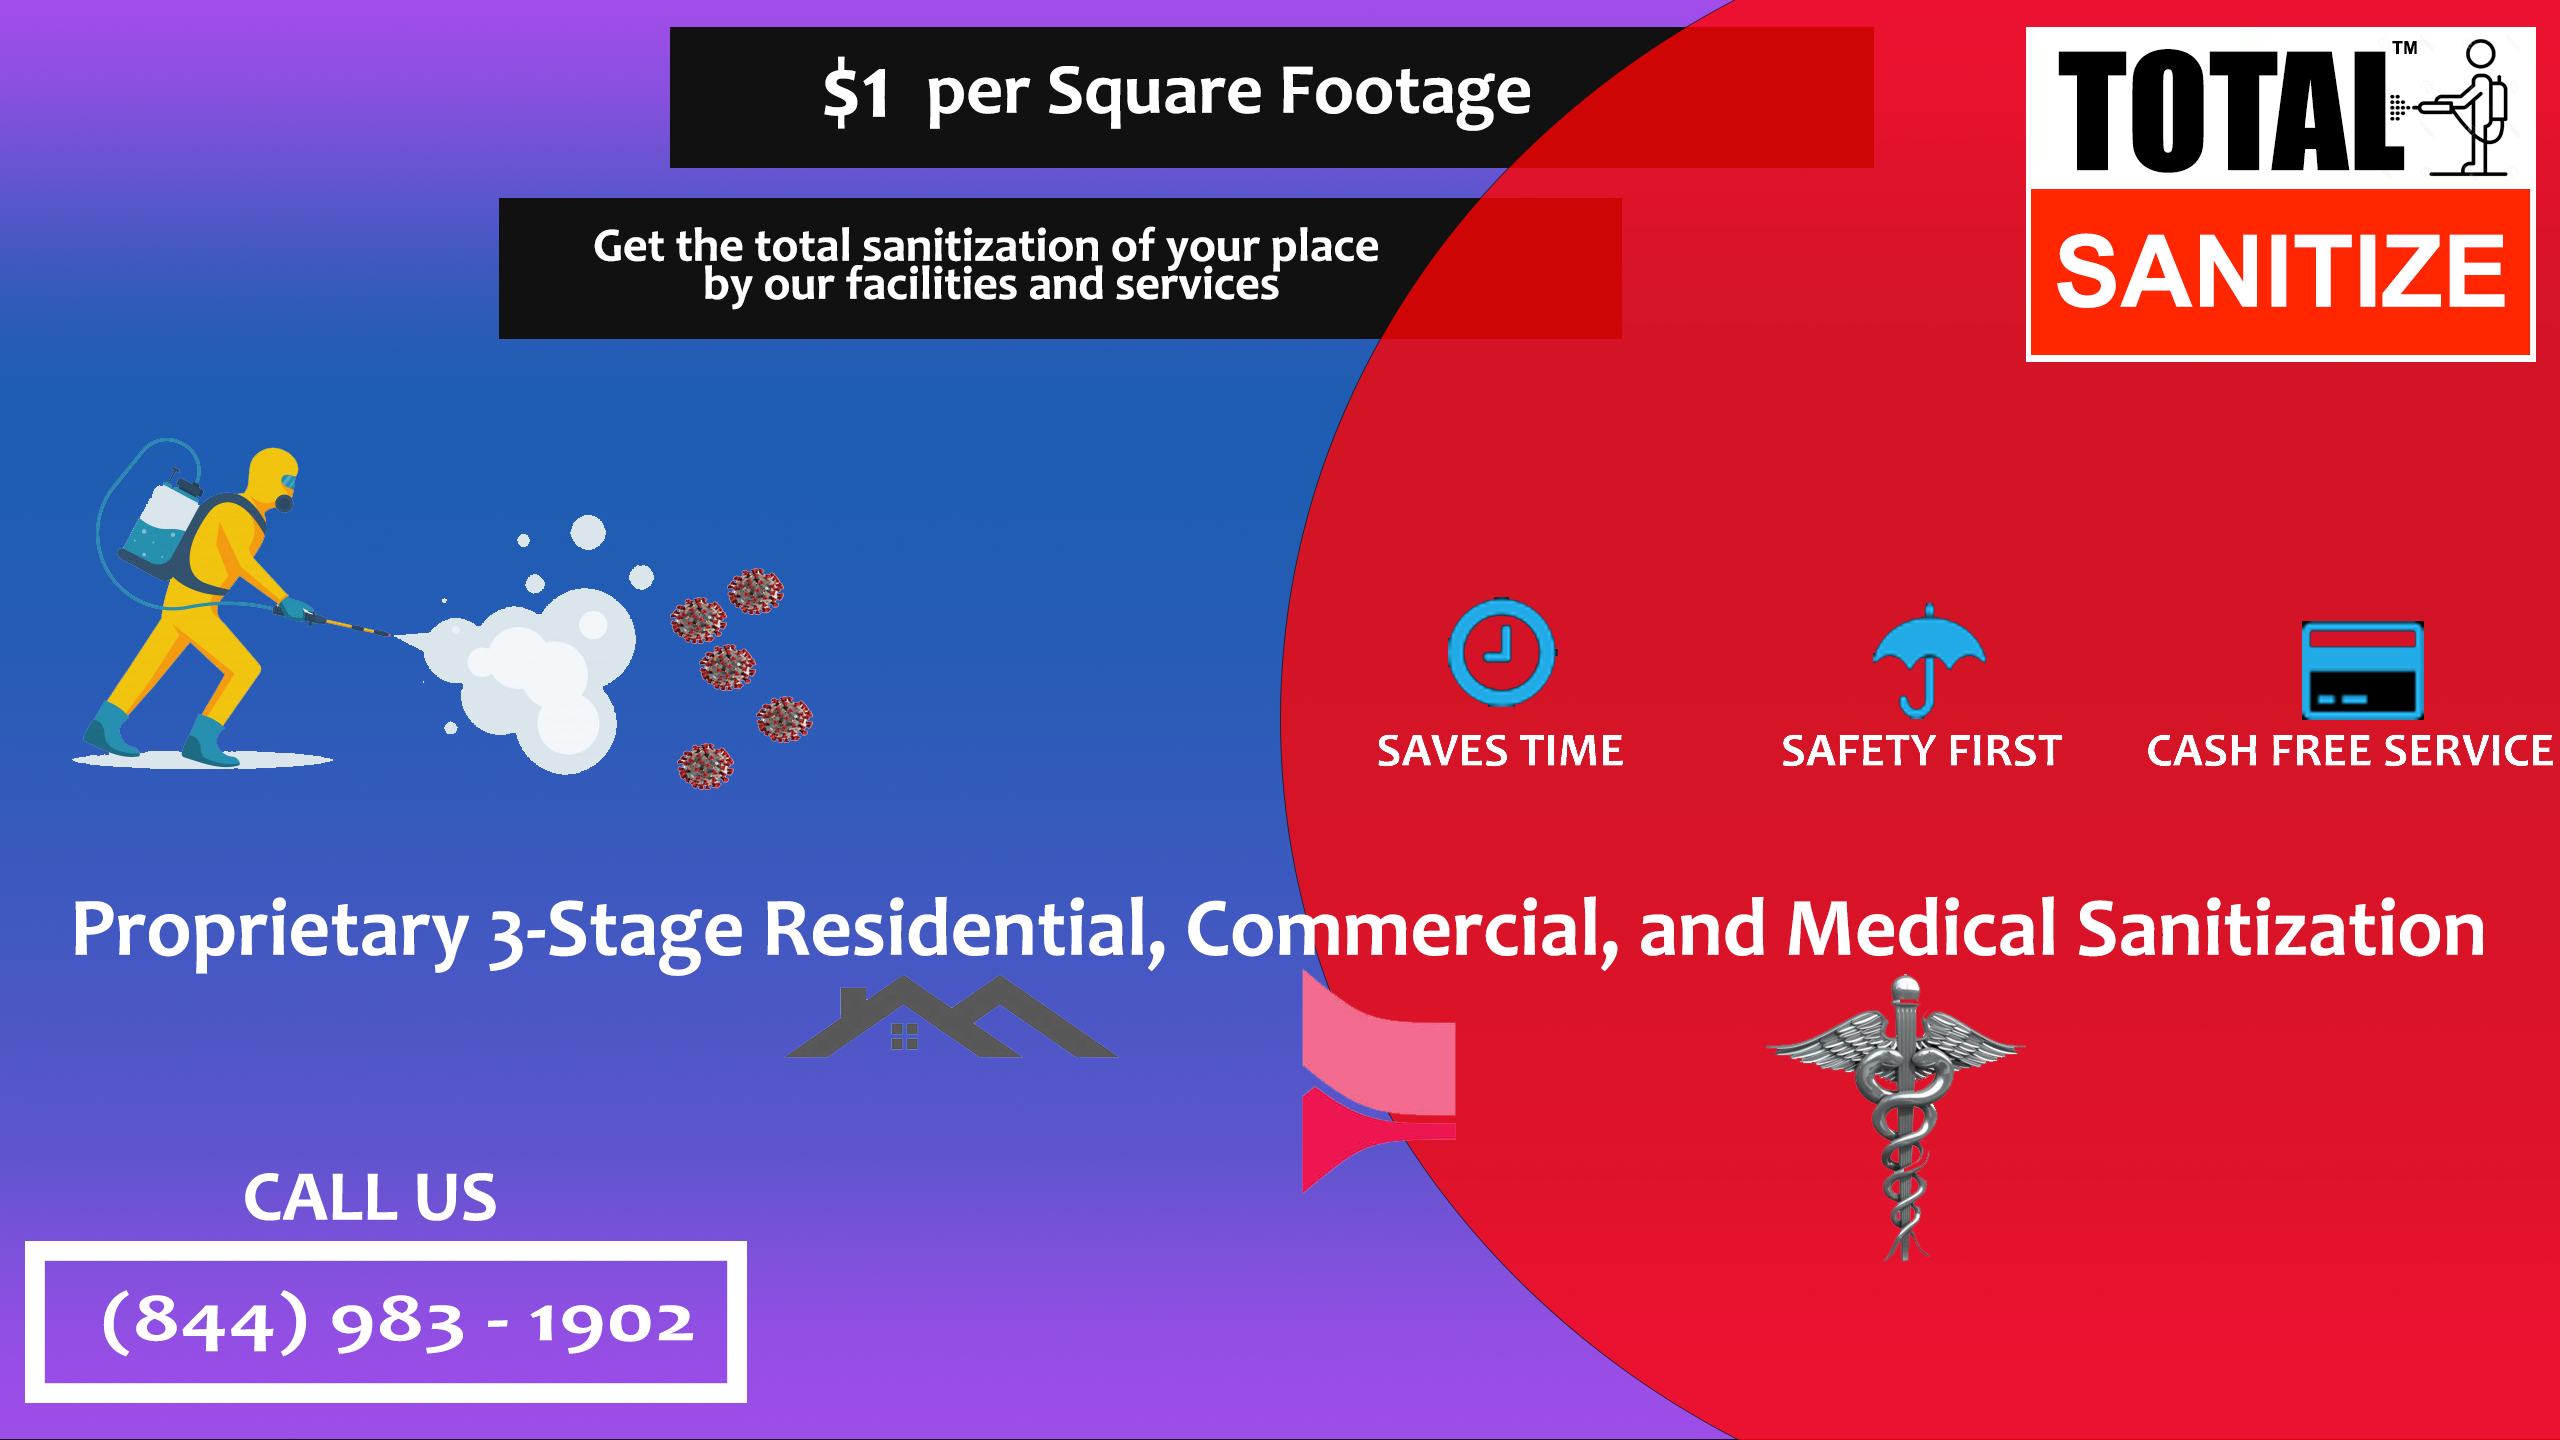 $1 per Square Footage
Get the total sanitization of your place
by our facilities and services
TOTAL™
SANITIZE
SAVES TIME
SAFETY FIRST
CASH FREE SERVICE
Proprietary 3-Stage Residential, Commercial, and Medical Sanitization
CALL US
(844) 983 - 1902